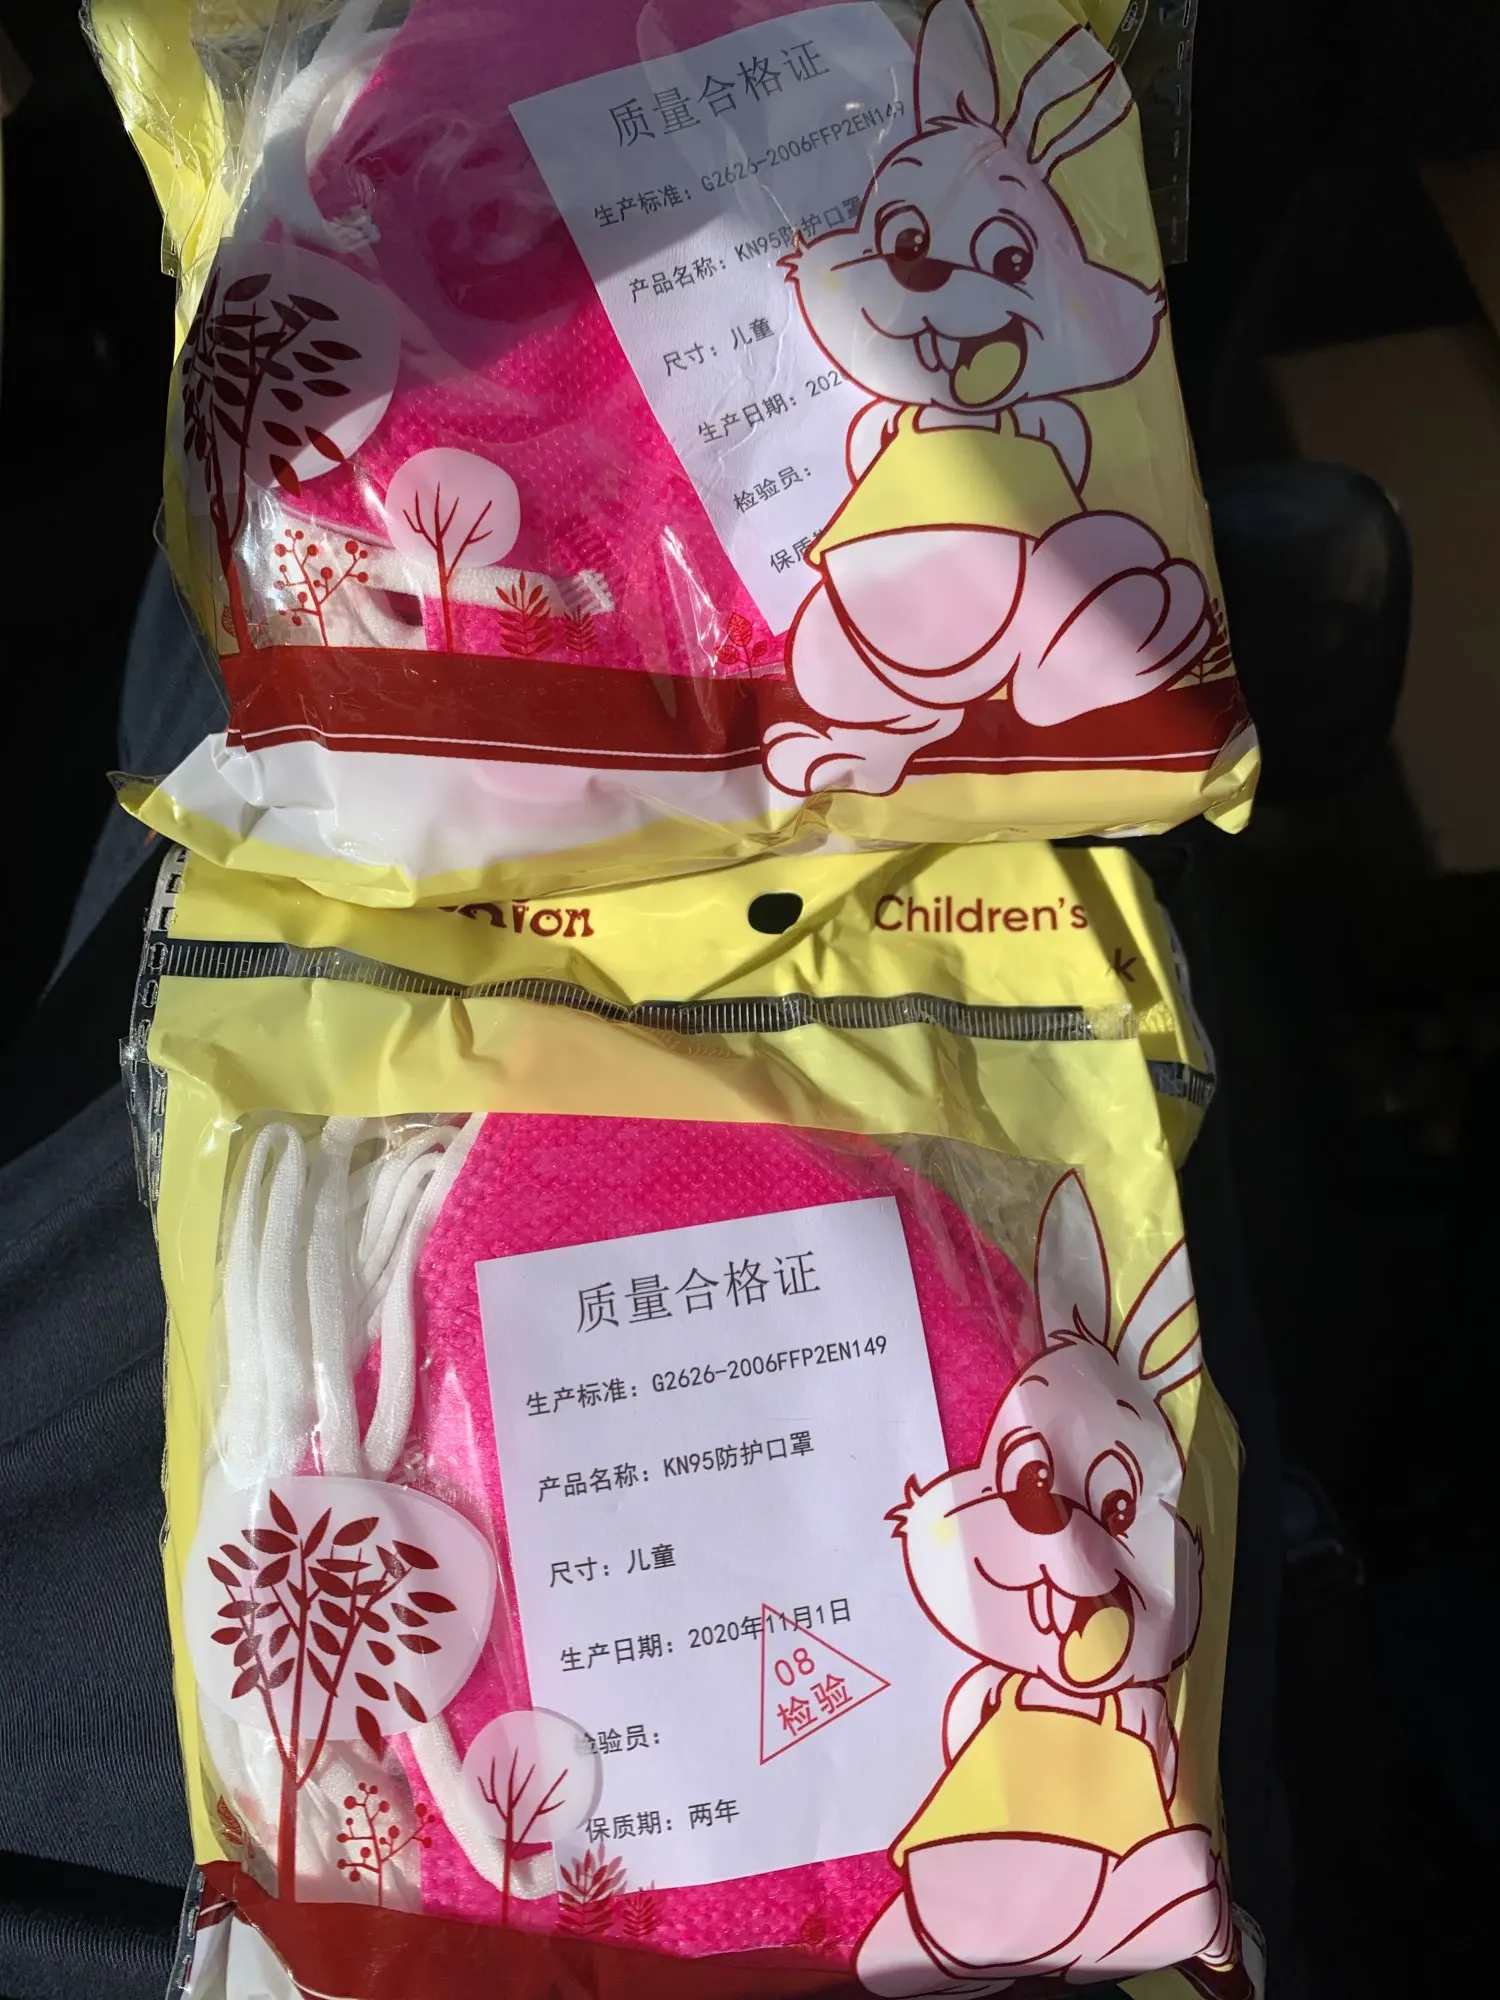 质量合格证
生产标准：G2626-2006FFP2EN149
产品名称：KN95防护口罩
尺寸：儿童
生产日期：202
检验员：
保质
Children's
k
质量合格证
生产标准：G2626-2006FFP2EN149
产品名称：KN95防护口罩
尺寸：儿童
生产日期：2020年11月1日
08
检验
检验员：
保质期：两年